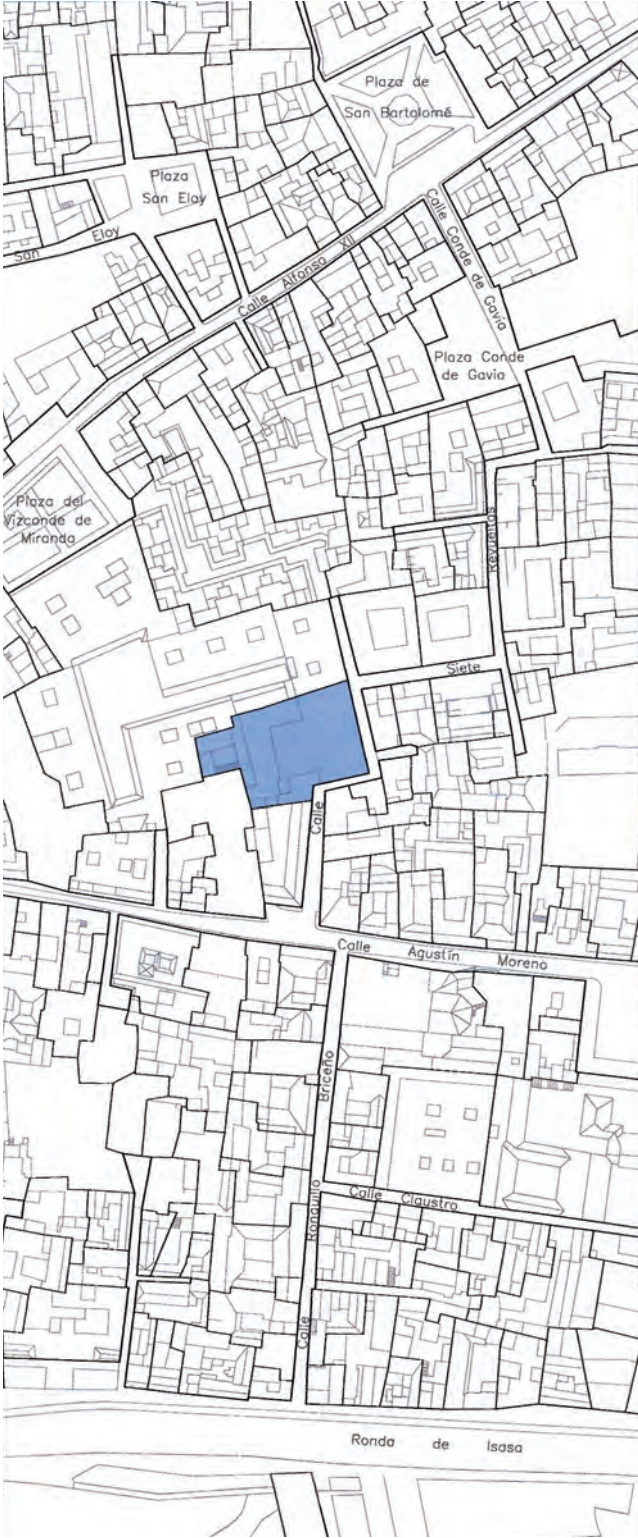 Plaza de
San Bartolomé
Plaza
San Eloy
San Eloy
Calle Alfonso XII
Calle Conde de Gavia
Plaza Conde
de Gavia
Plaza del
Vizconde de
Miranda
Revueltas
Siete
Calle
Calle Agustín Moreno
Calle Ronquillo Briceño
Calle Claustro
Ronda de Isasa